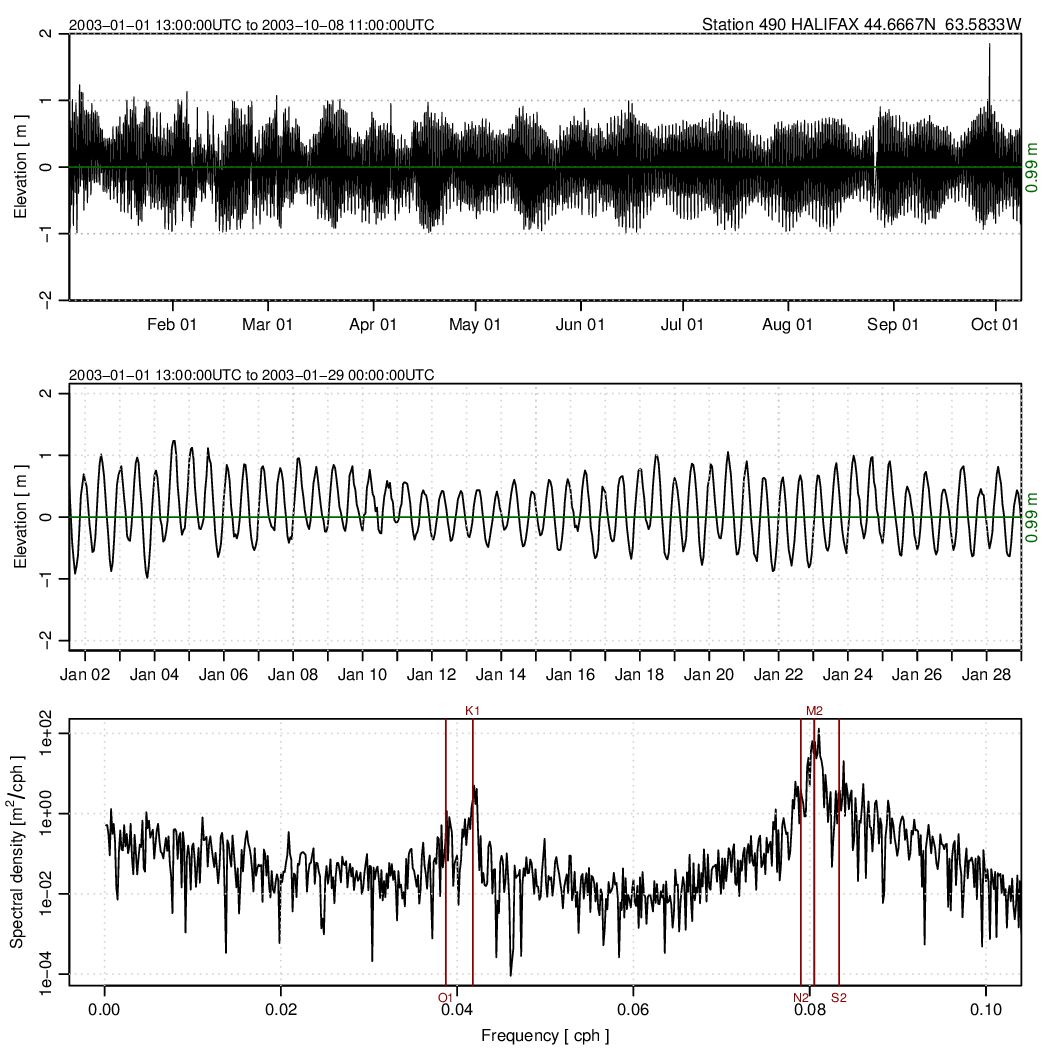 2003−01−01 13:00:00UTC to 2003−10−08 11:00:00UTC
Station 490 HALIFAX 44.6667N 63.5833W
Elevation [ m ]
2
1
0
−1
−2
0.99 m
Feb 01 Mar 01 Apr 01 May 01 Jun 01 Jul 01 Aug 01 Sep 01 Oct 01
2003−01−01 13:00:00UTC to 2003−01−29 00:00:00UTC
Elevation [ m ]
2
1
0
−1
−2
0.99 m
Jan 02 Jan 04 Jan 06 Jan 08 Jan 10 Jan 12 Jan 14 Jan 16 Jan 18 Jan 20 Jan 22 Jan 24 Jan 26 Jan 28
K1 M2
Spectral density [m²/cph ]
1e+02
1e+00
1e−02
1e−04
O1 N2 S2
0.00 0.02 0.04 0.06 0.08 0.10
Frequency [ cph ]